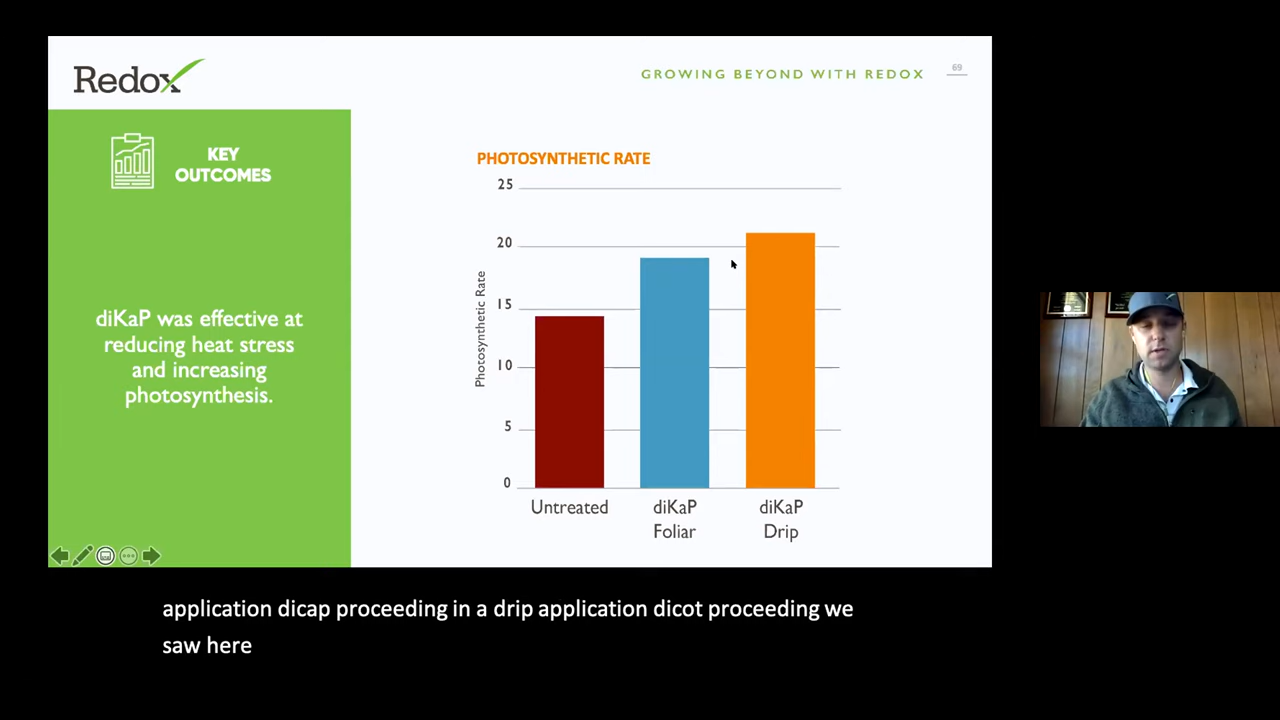 Redox
GROWING BEYOND WITH REDOX
69
KEY
OUTCOMES
diKaP was effective at
reducing heat stress
and increasing
photosynthesis.
PHOTOSYNTHETIC RATE
Photosynthetic Rate
25
20
15
10
5
0
Untreated
diKaP
Foliar
diKaP
Drip
application dicap proceeding in a drip application dicot proceeding we
saw here